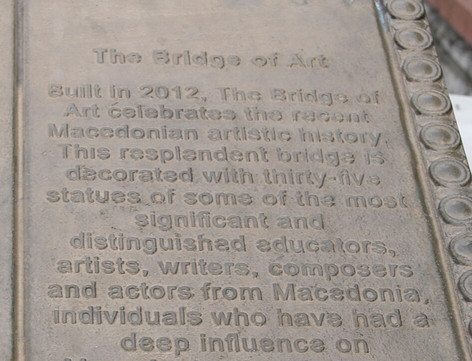 The Bridge of Art
Built in 2012, The Bridge of
Art celebrates the recent
Macedonian artistic history.
This resplendent bridge is
decorated with thirty-five
statues of some of the most
significant and
distinguished educators,
artists, writers, composers
and actors from Macedonia,
individuals who have had a
deep influence on